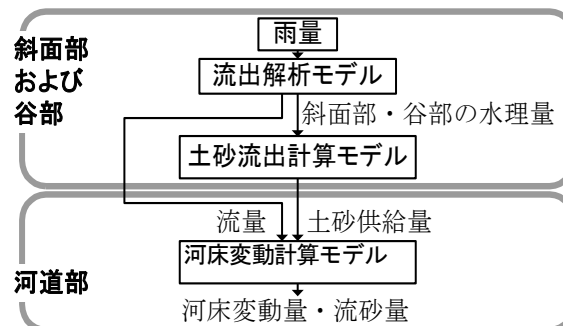 斜面部
および
谷部
雨量
流出解析モデル
斜面部・谷部の水理量
土砂流出計算モデル
流量
土砂供給量
河床変動計算モデル
河道部
河床変動量・流砂量